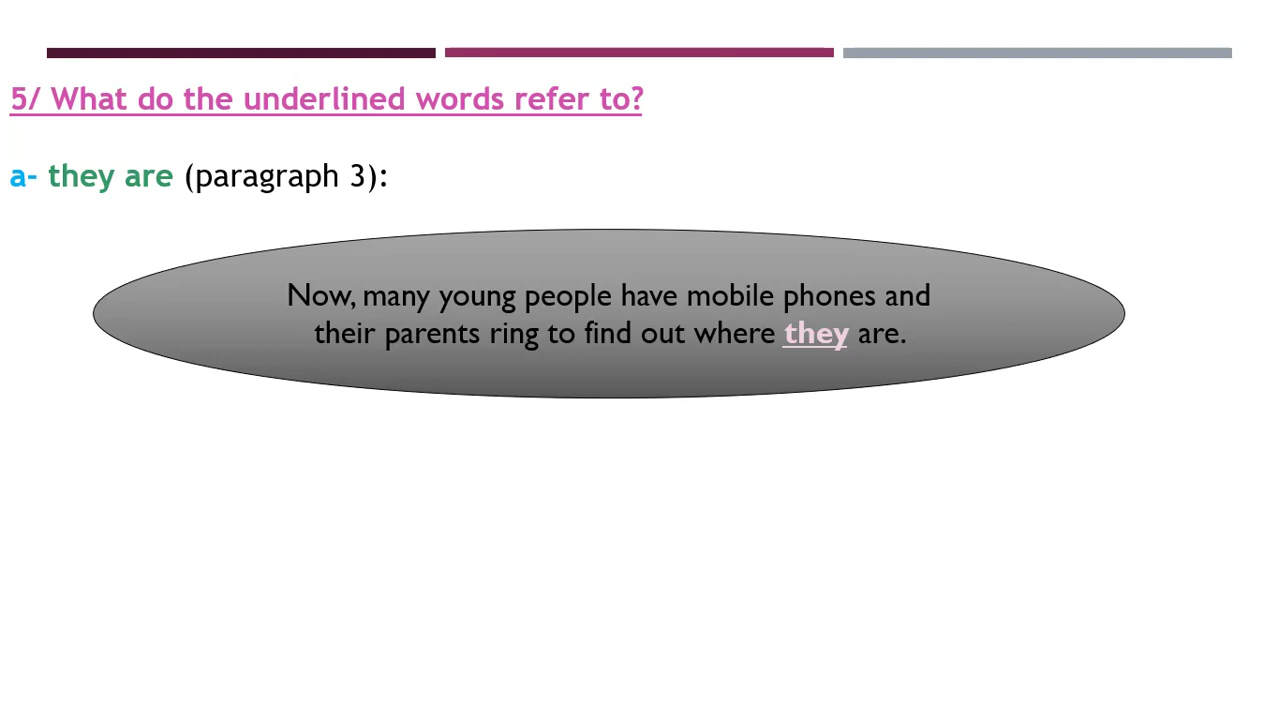 5/ What do the underlined words refer to?
a- they are (paragraph 3):
Now, many young people have mobile phones and
their parents ring to find out where they are.